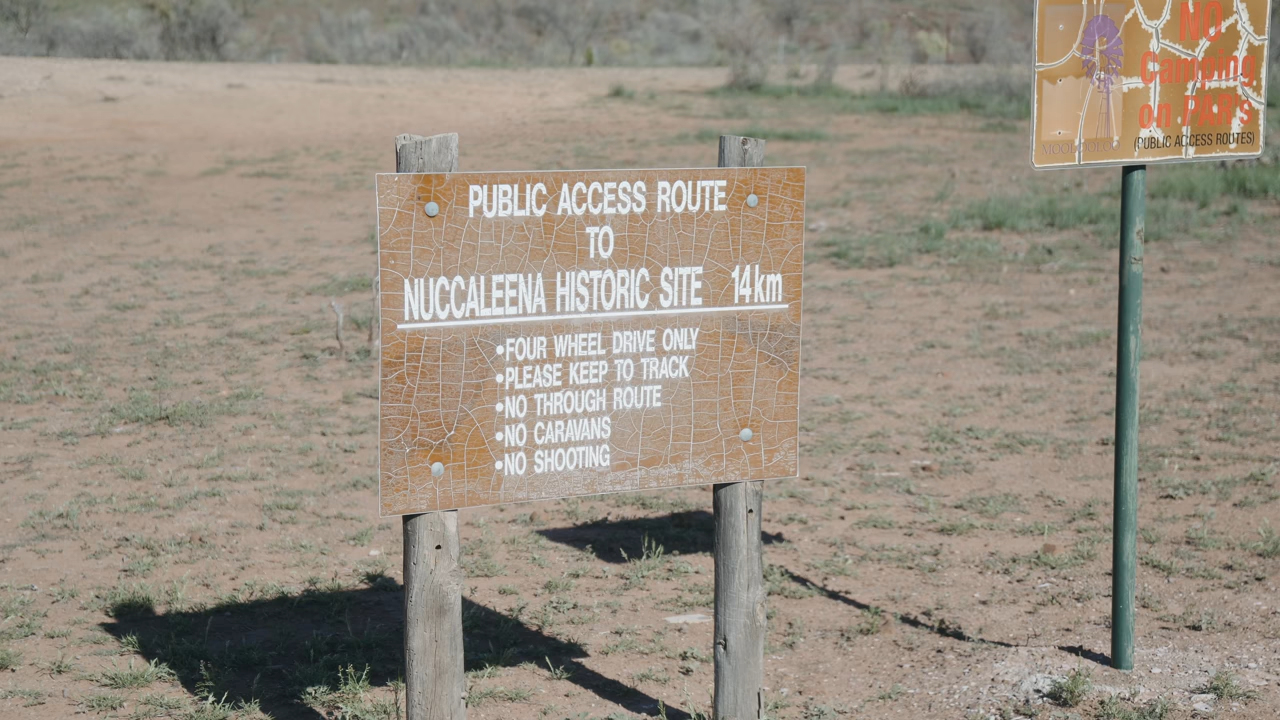 PUBLIC ACCESS ROUTE
TO
NUCCALEENA HISTORIC SITE 14km
•FOUR WHEEL DRIVE ONLY
•PLEASE KEEP TO TRACK
•NO THROUGH ROUTE
•NO CARAVANS
•NO SHOOTING
NO
Camping
on PAR's
(PUBLIC ACCESS ROUTES)